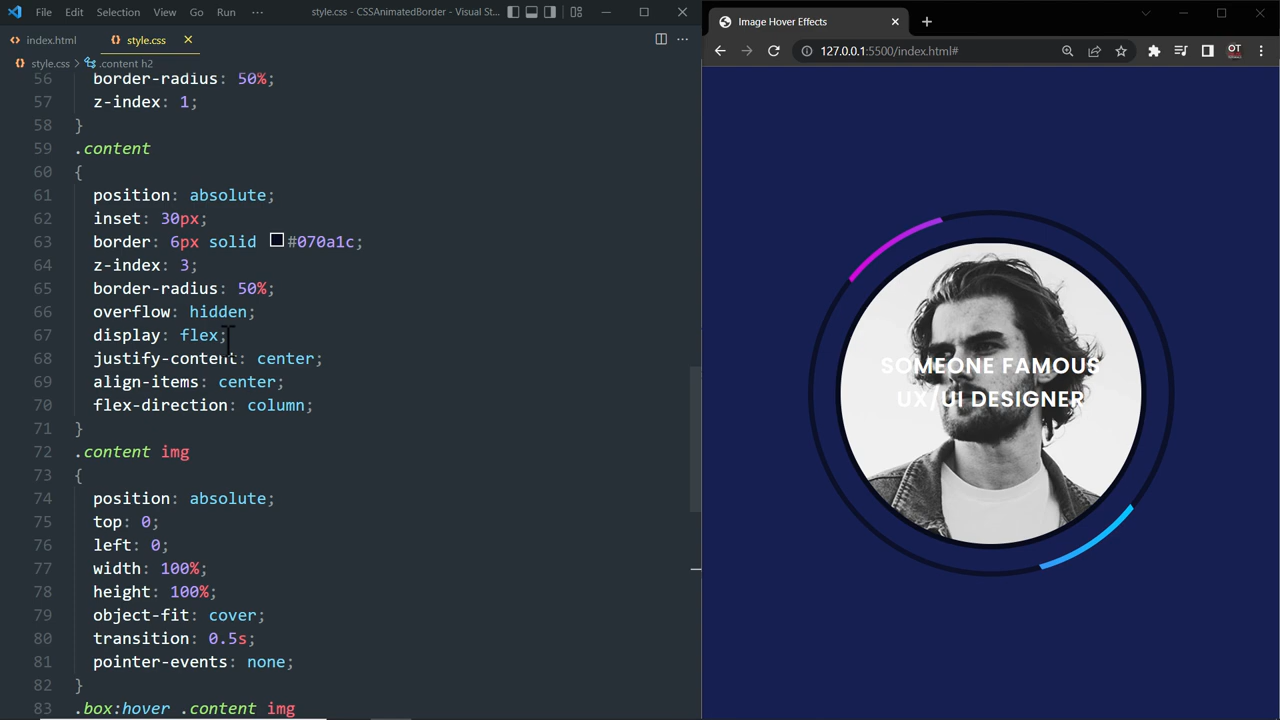 File Edit Selection View Go Run ··· style.css - CSSAnimatedBorder - Visual St...
index.html style.css
style.css > .content h2
56 border-radius: 50%;
57 z-index: 1;
58 }
59 .content
60 {
61 position: absolute;
62 inset: 30px;
63 border: 6px solid #070a1c;
64 z-index: 3;
65 border-radius: 50%;
66 overflow: hidden;
67 display: flex;
68 justify-content: center;
69 align-items: center;
70 flex-direction: column;
71 }
72 .content img
73 {
74 position: absolute;
75 top: 0;
76 left: 0;
77 width: 100%;
78 height: 100%;
79 object-fit: cover;
80 transition: 0.5s;
81 pointer-events: none;
82 }
83 .box:hover .content img
Image Hover Effects
127.0.0.1:5500/index.html#
OT
SOMEONE FAMOUS
UX/UI DESIGNER